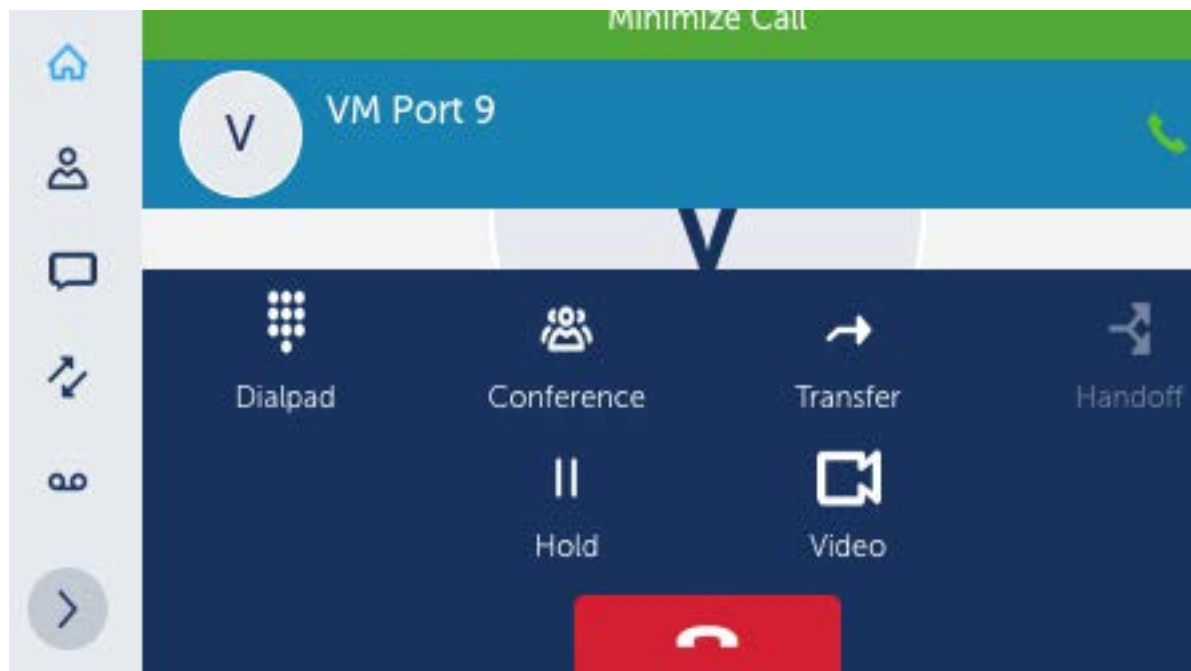 Minimize Call
V
VM Port 9
V
Dialpad
Conference
Transfer
Handoff
Hold
Video